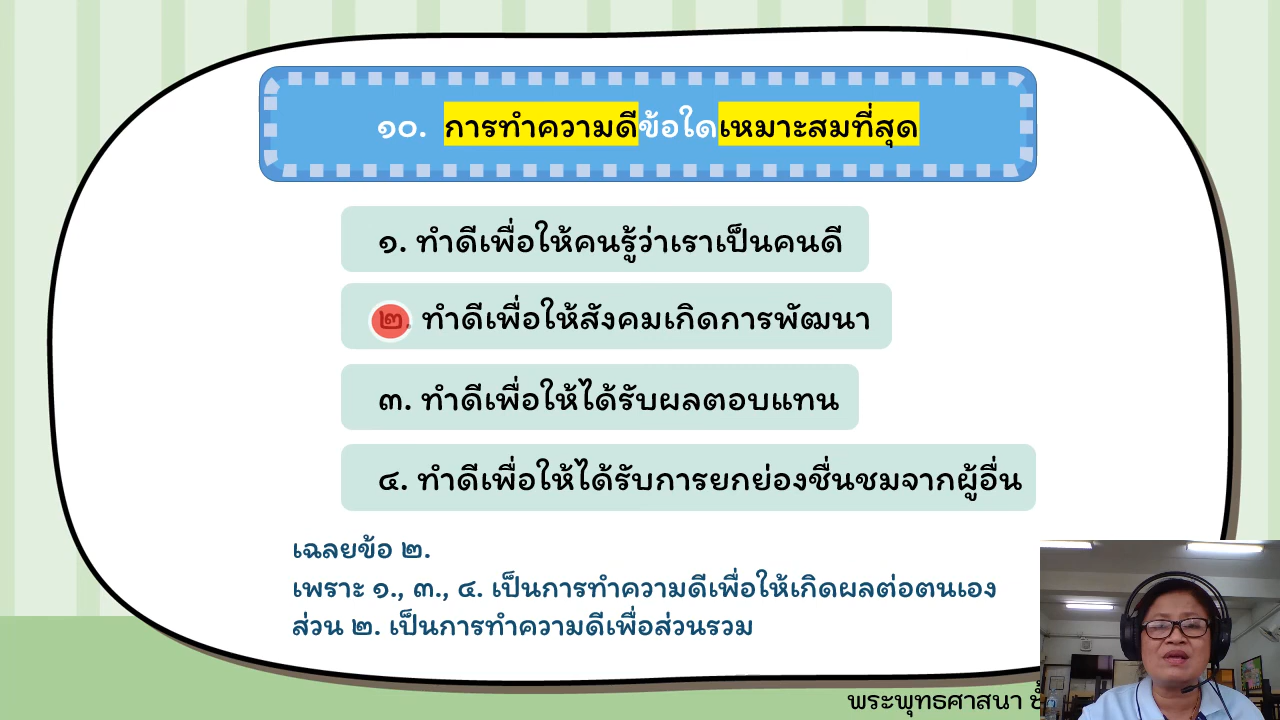 ๑๐. การทำความดีข้อใดเหมาะสมที่สุด
๑. ทำดีเพื่อให้คนรู้ว่าเราเป็นคนดี
๒. ทำดีเพื่อให้สังคมเกิดการพัฒนา
๓. ทำดีเพื่อให้ได้รับผลตอบแทน
๔. ทำดีเพื่อให้ได้รับการยกย่องชื่นชมจากผู้อื่น
เฉลยข้อ ๒.
เพราะ ๑., ๓., ๔. เป็นการทำความดีเพื่อให้เกิดผลต่อตนเอง
ส่วน ๒. เป็นการทำความดีเพื่อส่วนรวม
พระพุทธศาสนา